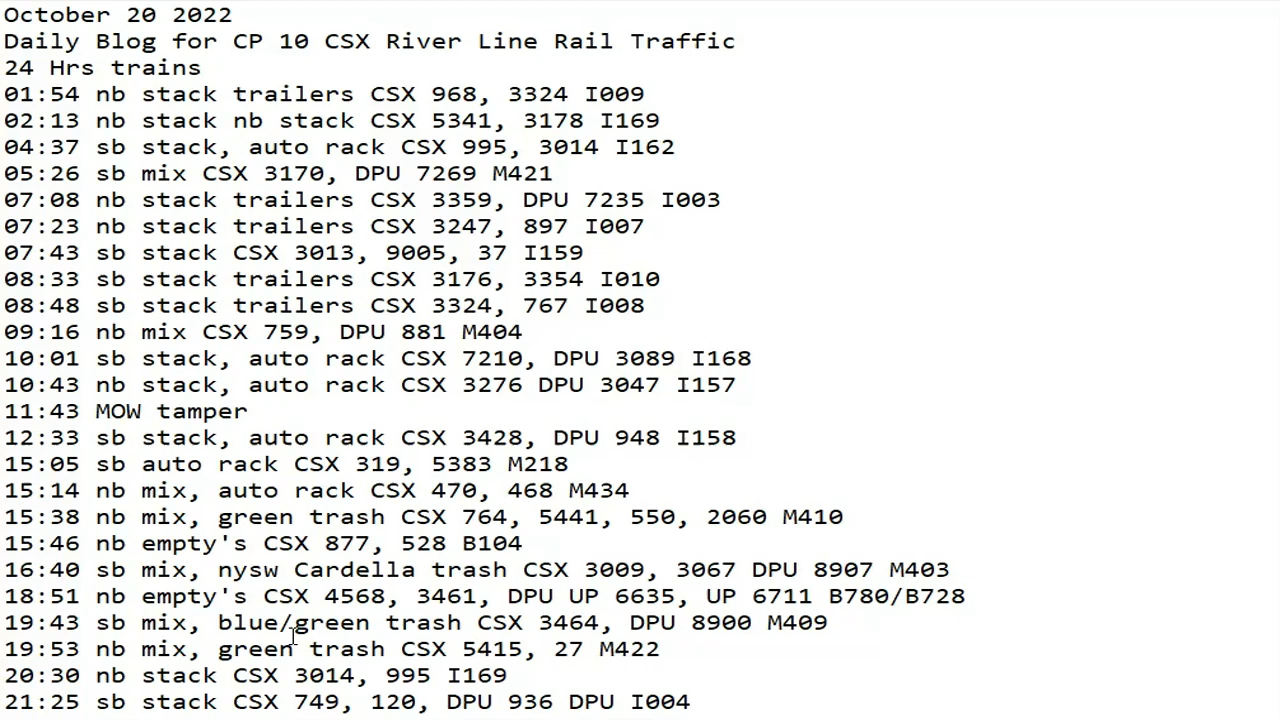 October 20 2022
Daily Blog for CP 10 CSX River Line Rail Traffic
24 Hrs trains
01:54 nb stack trailers CSX 968, 3324 I009
02:13 nb stack nb stack CSX 5341, 3178 I169
04:37 sb stack, auto rack CSX 995, 3014 I162
05:26 sb mix CSX 3170, DPU 7269 M421
07:08 nb stack trailers CSX 3359, DPU 7235 I003
07:23 nb stack trailers CSX 3247, 897 I007
07:43 sb stack CSX 3013, 9005, 37 I159
08:33 sb stack trailers CSX 3176, 3354 I010
08:48 sb stack trailers CSX 3324, 767 I008
09:16 nb mix CSX 759, DPU 881 M404
10:01 sb stack, auto rack CSX 7210, DPU 3089 I168
10:43 nb stack, auto rack CSX 3276 DPU 3047 I157
11:43 MOW tamper
12:33 sb stack, auto rack CSX 3428, DPU 948 I158
15:05 sb auto rack CSX 319, 5383 M218
15:14 nb mix, auto rack CSX 470, 468 M434
15:38 nb mix, green trash CSX 764, 5441, 550, 2060 M410
15:46 nb empty's CSX 877, 528 B104
16:40 sb mix, nysw Cardella trash CSX 3009, 3067 DPU 8907 M403
18:51 nb empty's CSX 4568, 3461, DPU UP 6635, UP 6711 B780/B728
19:43 sb mix, blue/green trash CSX 3464, DPU 8900 M409
19:53 nb mix, green trash CSX 5415, 27 M422
20:30 nb stack CSX 3014, 995 I169
21:25 sb stack CSX 749, 120, DPU 936 DPU I004